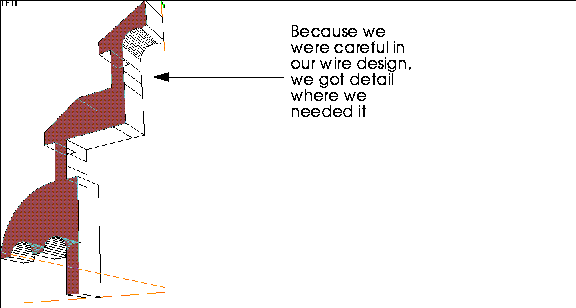 Because we
were careful in
our wire design,
we got detail
where we
needed it